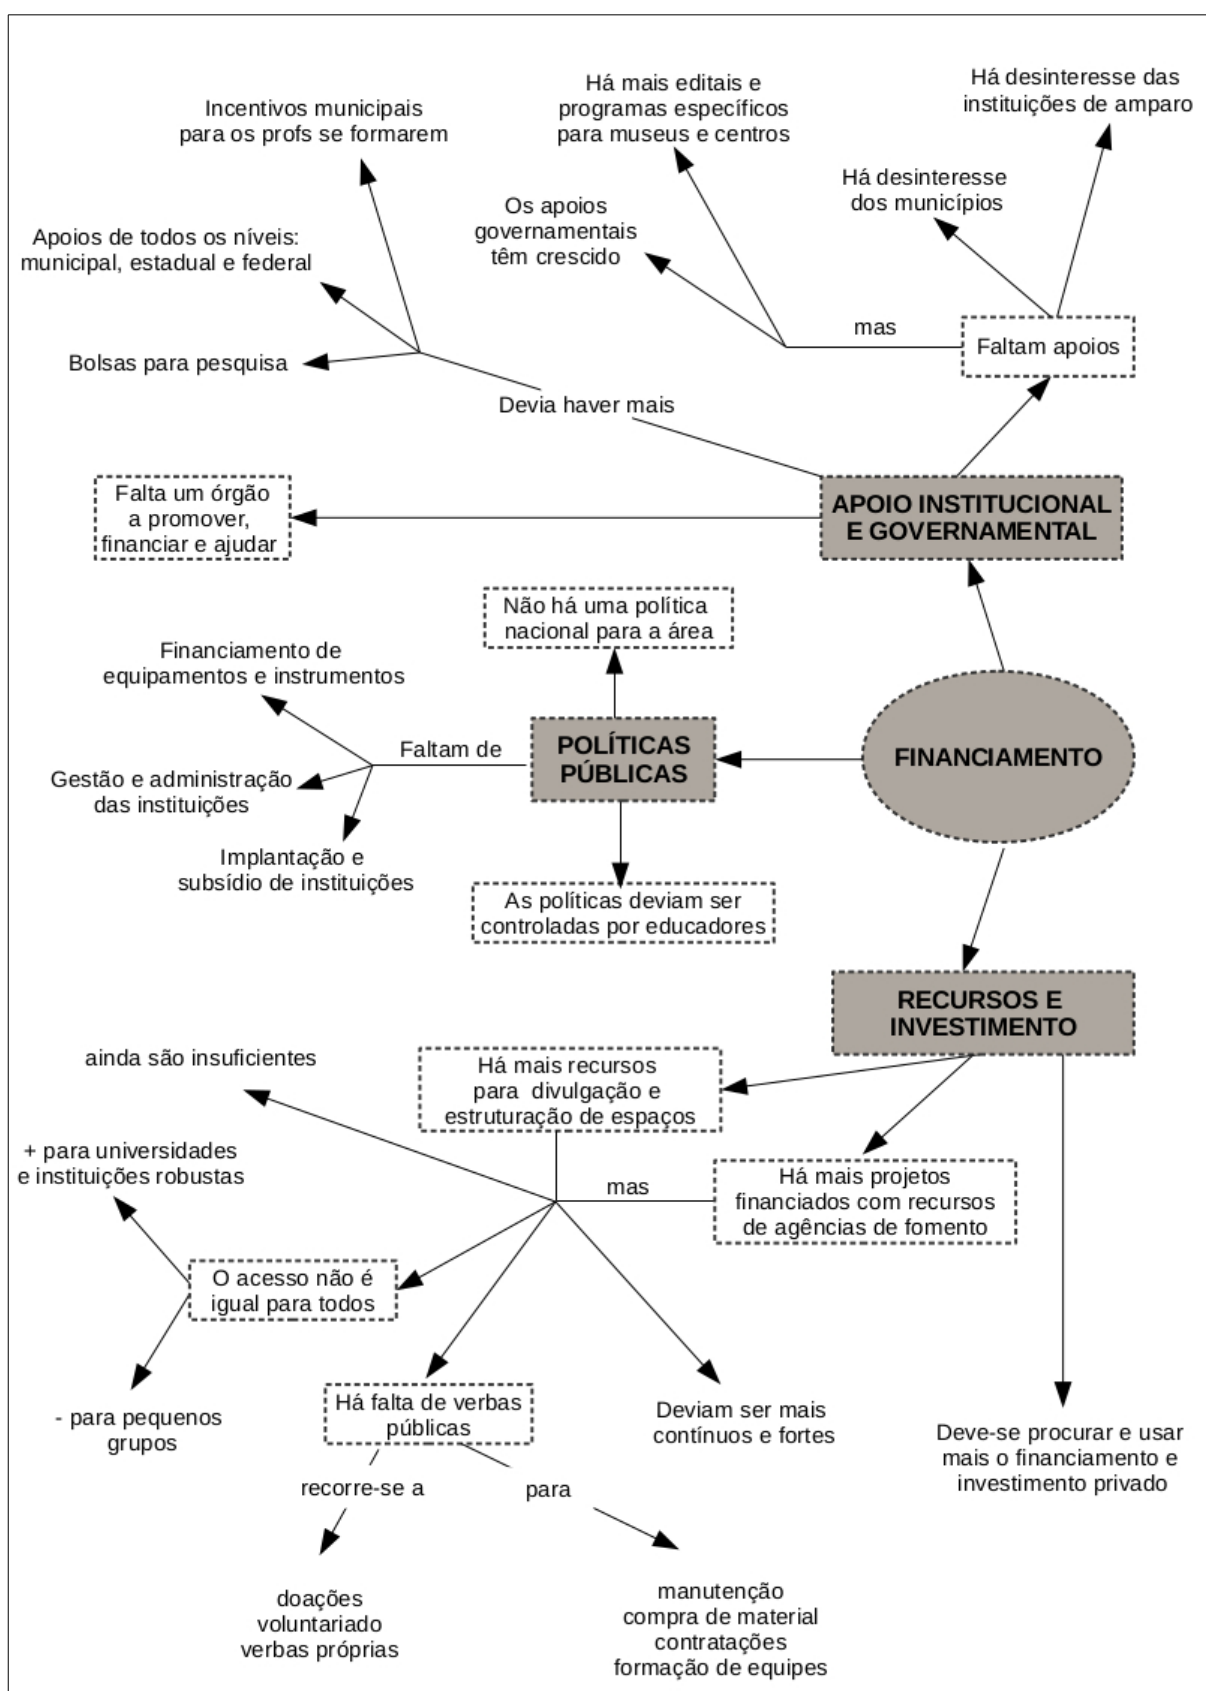 Há desinteresse das
instituições de amparo
Há mais editais e
programas específicos
para museus e centros
Incentivos municipais
para os profs se formarem
Há desinteresse
dos municípios
Os apoios
governamentais
têm crescido
Apoios de todos os níveis:
municipal, estadual e federal
mas
Faltam apoios
Bolsas para pesquisa
Devia haver mais
Falta um órgão
a promover,
financiar e ajudar
APOIO INSTITUCIONAL
E GOVERNAMENTAL
Não há uma política
nacional para a área
Financiamento de
equipamentos e instrumentos
Faltam de
POLÍTICAS
PÚBLICAS
FINANCIAMENTO
Gestão e administração
das instituições
Implantação e
subsídio de instituições
As políticas deviam ser
controladas por educadores
RECURSOS E
INVESTIMENTO
ainda são insuficientes
Há mais recursos
para divulgação e
estruturação de espaços
+ para universidades
e instituições robustas
mas
Há mais projetos
financiados com recursos
de agências de fomento
O acesso não é
igual para todos
- para pequenos
grupos
Há falta de verbas
públicas
Deviam ser mais
contínuos e fortes
Deve-se procurar e usar
mais o financiamento e
investimento privado
recorre-se a
para
doações
voluntariado
verbas próprias
manutenção
compra de material
contratações
formação de equipes